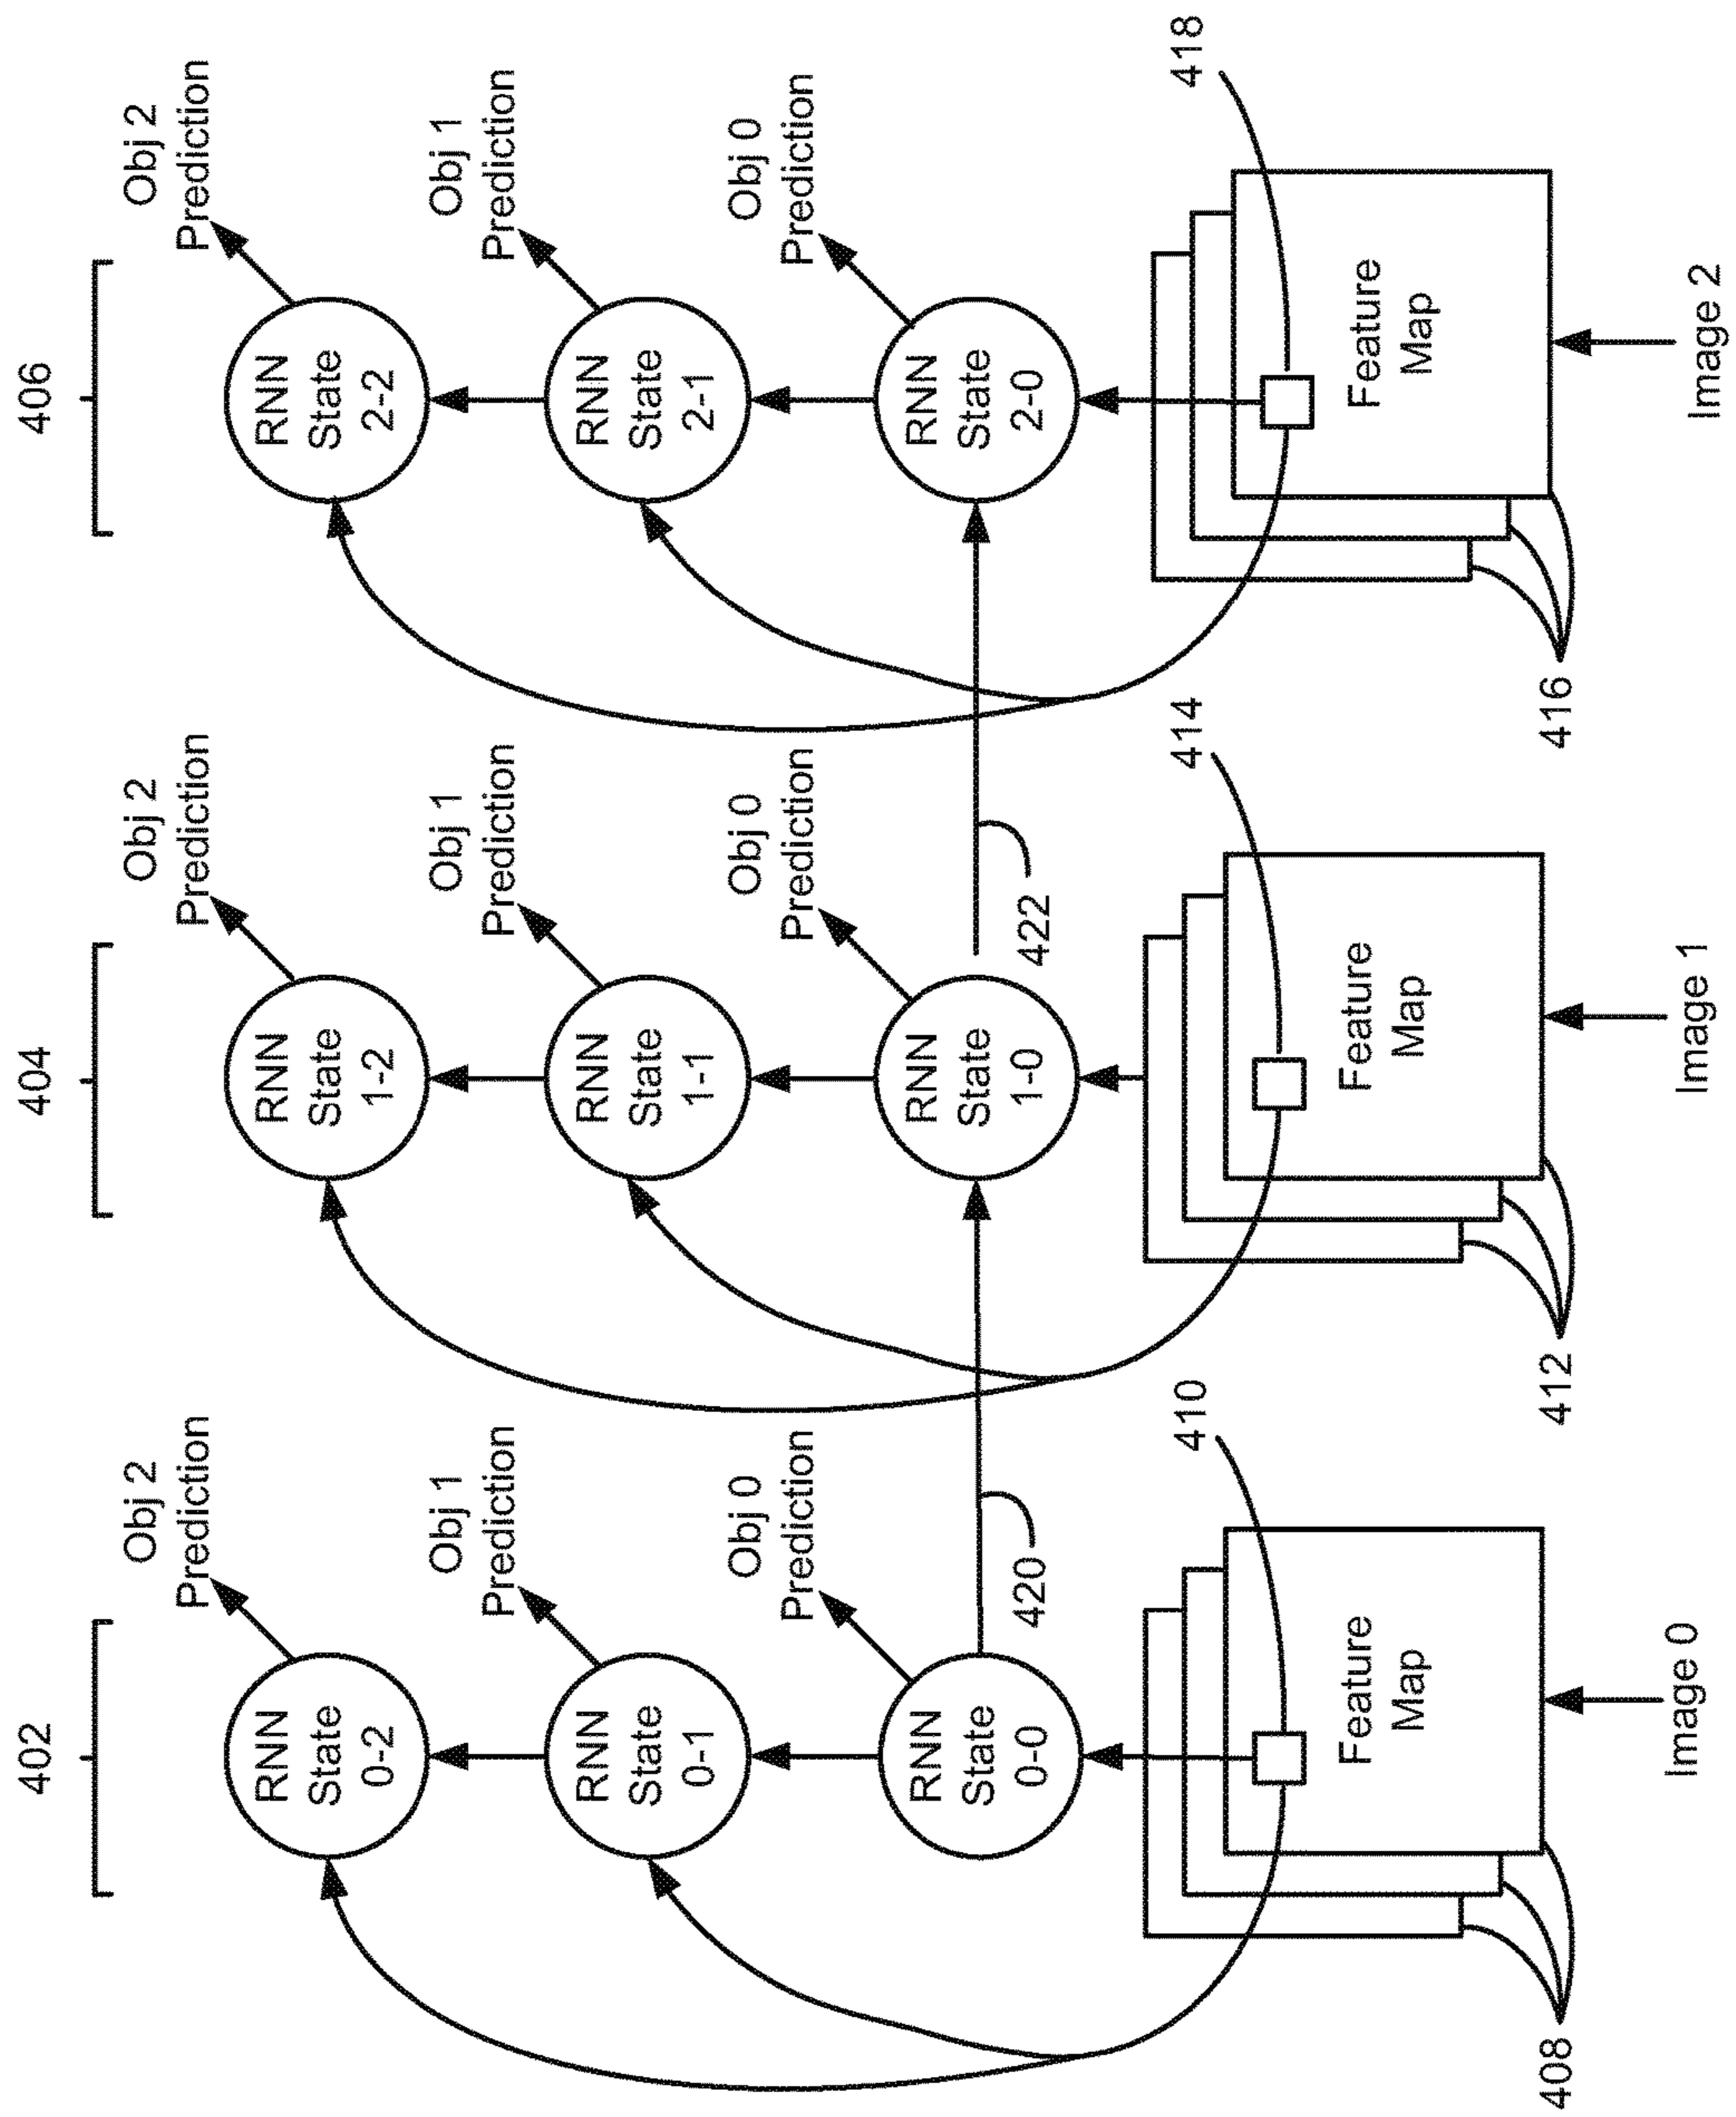 402
404
406
Obj 2
Prediction
Obj 2
Prediction
Obj 2
Prediction
RNN
State
0-2
RNN
State
1-2
RNN
State
2-2
Obj 1
Prediction
Obj 1
Prediction
Obj 1
Prediction
RNN
State
0-1
RNN
State
1-1
RNN
State
2-1
Obj 0
Prediction
Obj 0
Prediction
Obj 0
Prediction
RNN
State
0-0
RNN
State
1-0
RNN
State
2-0
420
422
410
414
418
Feature
Map
Feature
Map
Feature
Map
408
412
416
Image 0
Image 1
Image 2